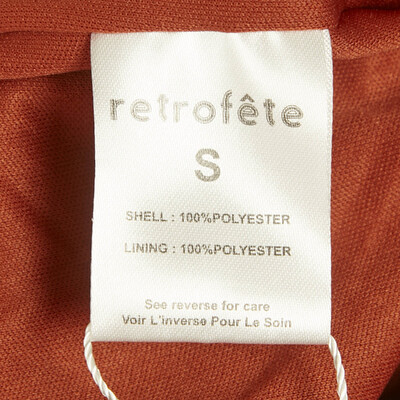 retrofête
S
SHELL : 100%POLYESTER
LINING : 100%POLYESTER
See reverse for care
Voir L'inverse Pour Le Soin